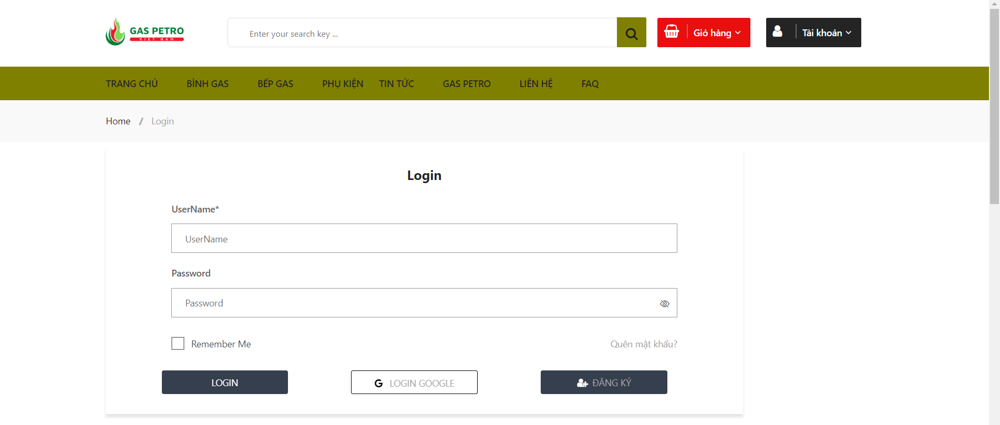 GAS PETRO
VIET NAM
Enter your search key ...
Giỏ hàng
Tài khoản
TRANG CHỦ BÌNH GAS BẾP GAS PHỤ KIỆN TIN TỨC GAS PETRO LIÊN HỆ FAQ
Home / Login
Login
UserName*
UserName
Password
Password
Remember Me
Quên mật khẩu?
LOGIN
G LOGIN GOOGLE
ĐĂNG KÝ